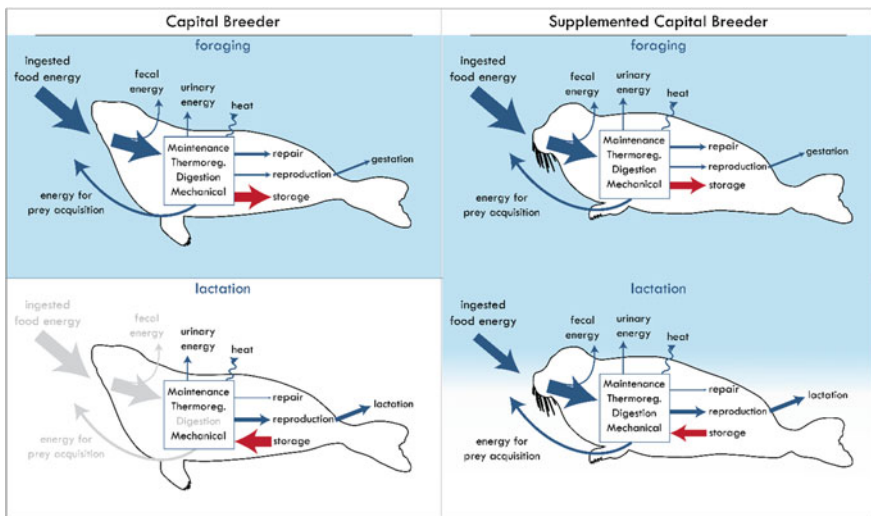 Capital Breeder
foraging
ingested
food energy
fecal
energy
urinary
energy
heat
Maintenance
Thermoreg.
Digestion
Mechanical
repair
reproduction
gestation
storage
energy for
prey acquisition
Supplemented Capital Breeder
foraging
ingested
food energy
fecal
energy
urinary
energy
heat
Maintenance
Thermoreg.
Digestion
Mechanical
repair
reproduction
gestation
storage
energy for
prey acquisition
lactation
ingested
food energy
fecal
energy
urinary
energy
heat
Maintenance
Thermoreg.
Digestion
Mechanical
repair
reproduction
lactation
storage
energy for
prey acquisition
lactation
ingested
food energy
fecal
energy
urinary
energy
heat
Maintenance
Thermoreg.
Digestion
Mechanical
repair
reproduction
lactation
storage
energy for
prey acquisition